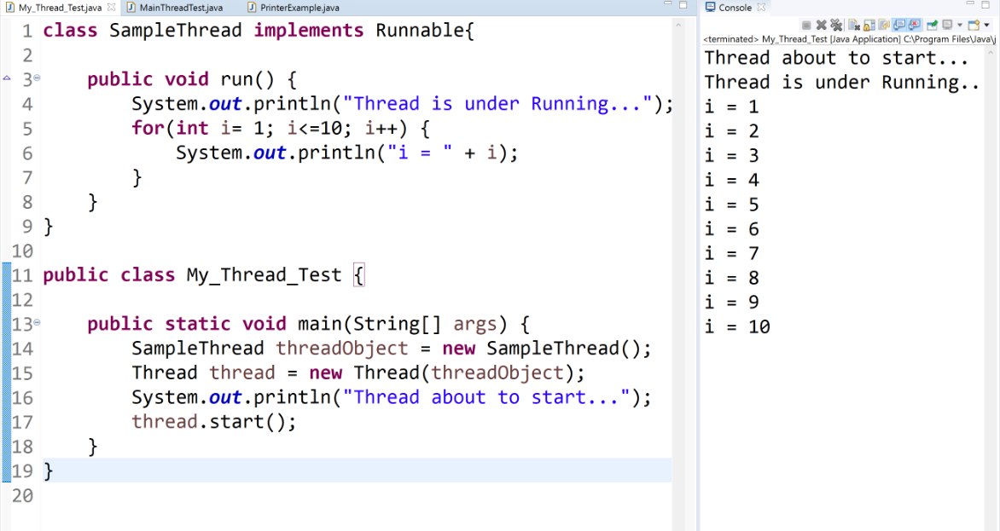 My_Thread_Test.java MainThreadTest.java PrinterExample.java
1 class SampleThread implements Runnable{
2
3 public void run() {
4 System.out.println("Thread is under Running...");
5 for(int i= 1; i<=10; i++) {
6 System.out.println("i = " + i);
7 }
8 }
9 }
10
11 public class My_Thread_Test {
12
13 public static void main(String[] args) {
14 SampleThread threadObject = new SampleThread();
15 Thread thread = new Thread(threadObject);
16 System.out.println("Thread about to start...");
17 thread.start();
18 }
19 }
20
Console
<terminated> My_Thread_Test [Java Application] C:\Program Files\Java\j
Thread about to start...
Thread is under Running..
i = 1
i = 2
i = 3
i = 4
i = 5
i = 6
i = 7
i = 8
i = 9
i = 10